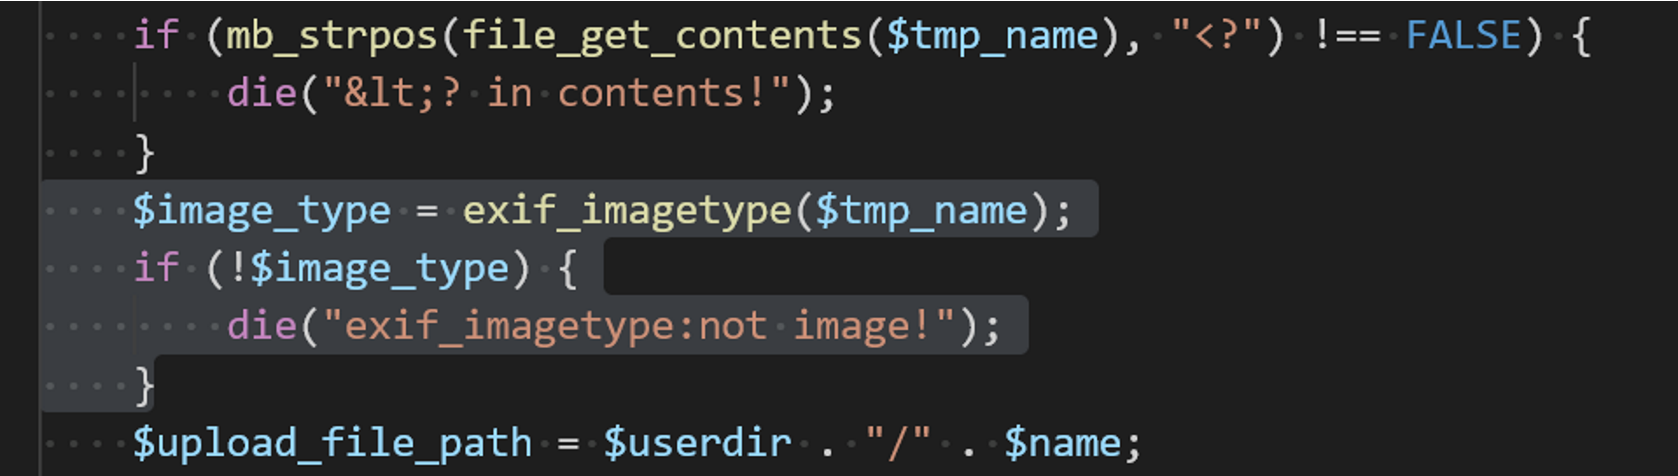 if (mb_strpos(file_get_contents($tmp_name), "<?") !== FALSE) {
die("&lt;? in contents!");
}
$image_type = exif_imagetype($tmp_name);
if (!$image_type) {
die("exif_imagetype:not image!");
}
$upload_file_path = $userdir . "/" . $name;